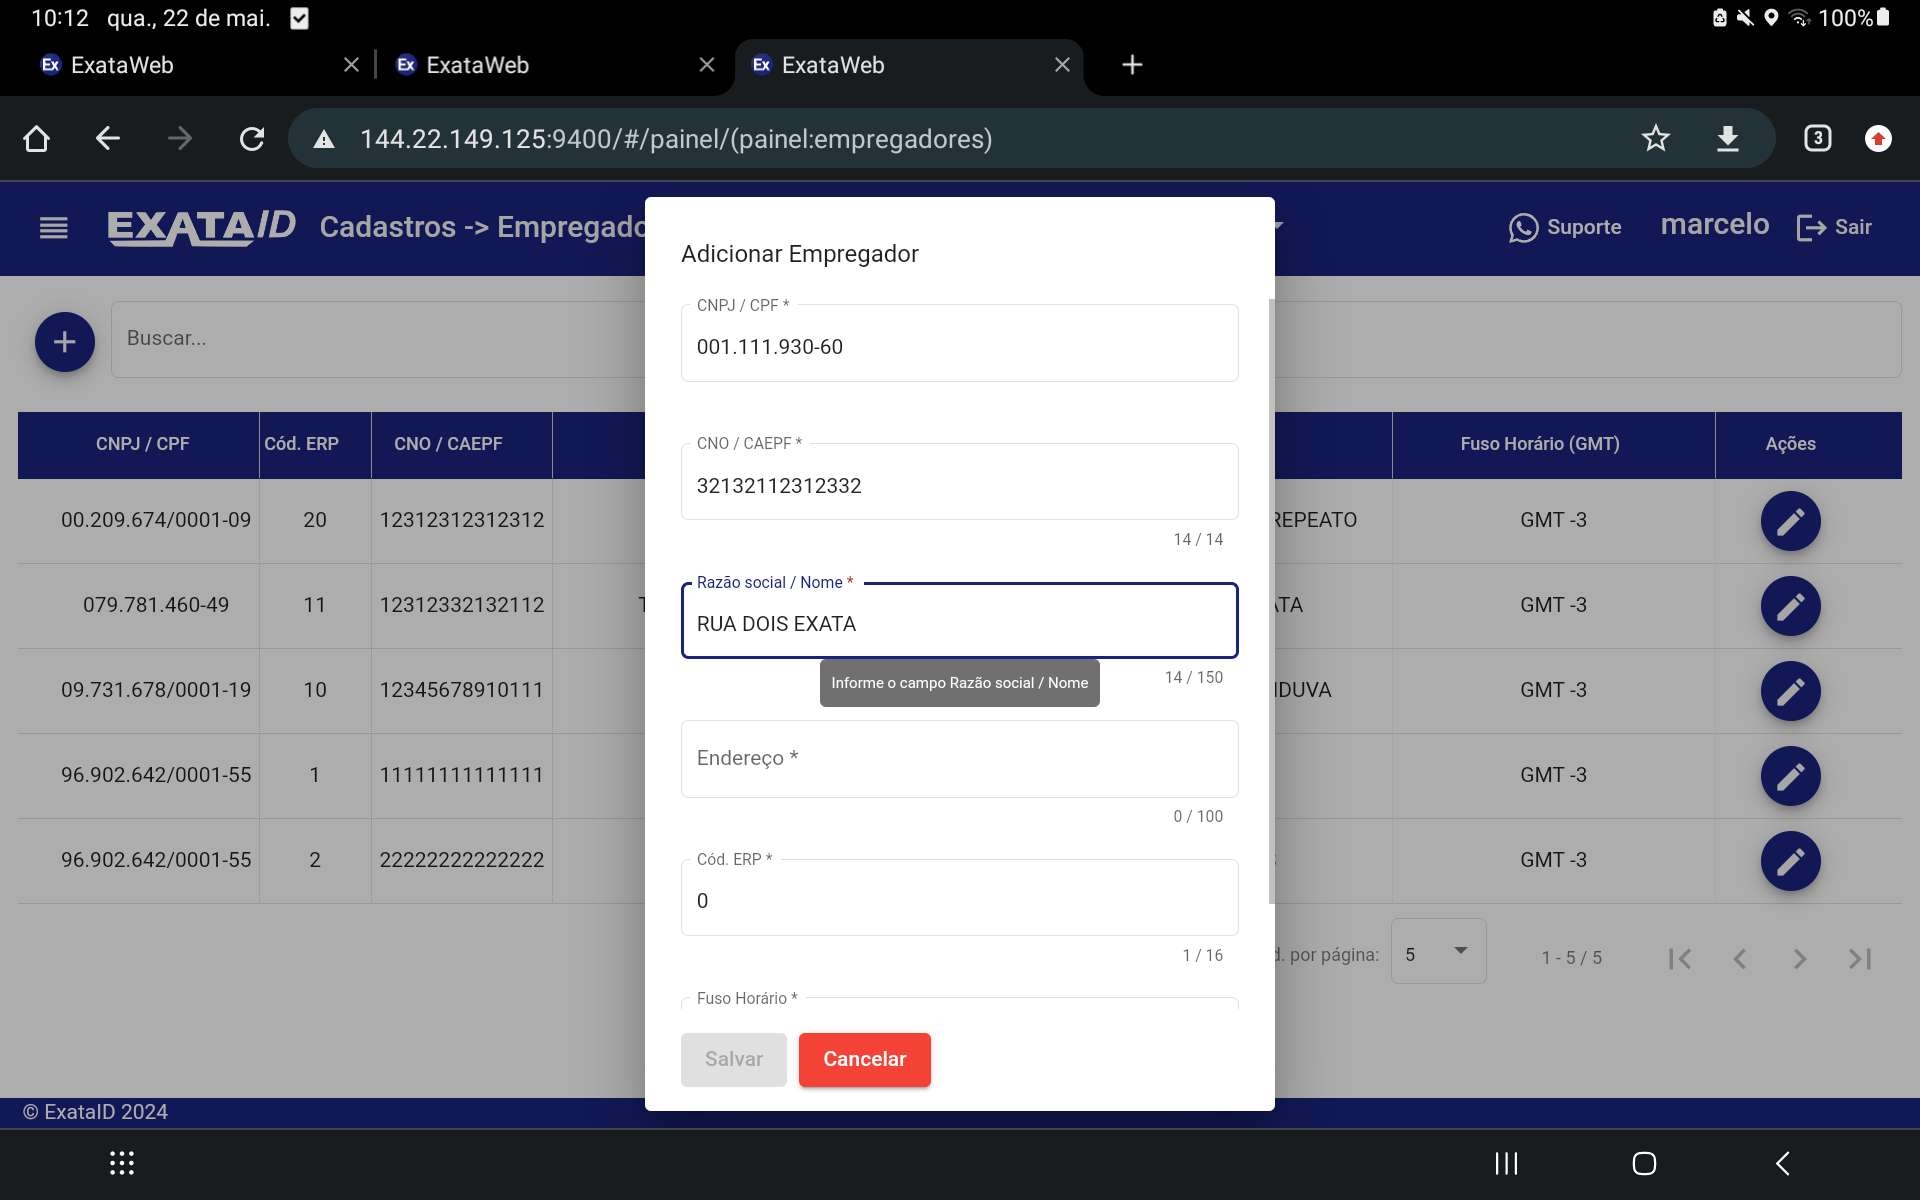 10:12 qua., 22 de mai. 100%
Ex ExataWeb Ex ExataWeb Ex ExataWeb
144.22.149.125:9400/#/painel/(painel:empregadores) 3
EXATA ID Cadastros -> Empregado Suporte marcelo Sair
Adicionar Empregador
Buscar...
CNPJ / CPF *
001.111.930-60
CNPJ / CPF Cód. ERP CNO / CAEPF Fuso Horário (GMT) Ações
CNO / CAEPF *
32132112312332
14 / 14
00.209.674/0001-09 20 12312312312312 REPEATO GMT -3
079.781.460-49 11 12312332132112 ATA GMT -3
09.731.678/0001-19 10 12345678910111 NDUVA GMT -3
96.902.642/0001-55 1 11111111111111 GMT -3
96.902.642/0001-55 2 22222222222222 GMT -3
Razão social / Nome *
RUA DOIS EXATA
14 / 150
Informe o campo Razão social / Nome
Endereço *
0 / 100
Cód. ERP *
0
1 / 16
d. por página: 5 1 - 5 / 5
Fuso Horário *
Salvar Cancelar
© ExataID 2024